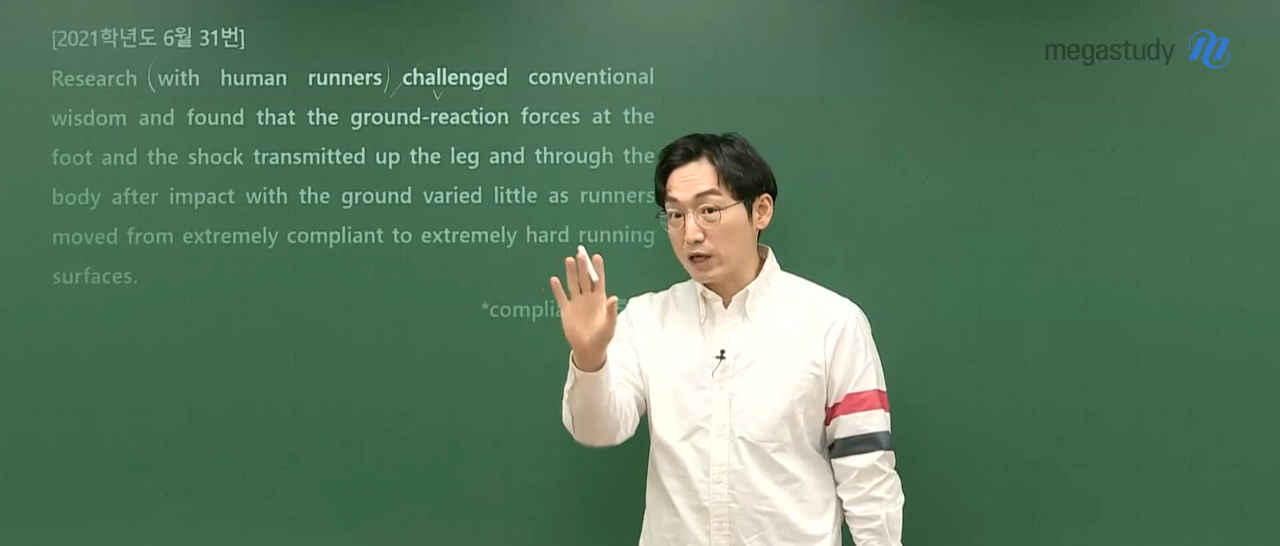 [2021학년도 6월 31번]
megastudy
Research (with human runners) challenged conventional
wisdom and found that the ground-reaction forces at the
foot and the shock transmitted up the leg and through the
body after impact with the ground varied little as runners
moved from extremely compliant to extremely hard running
surfaces.